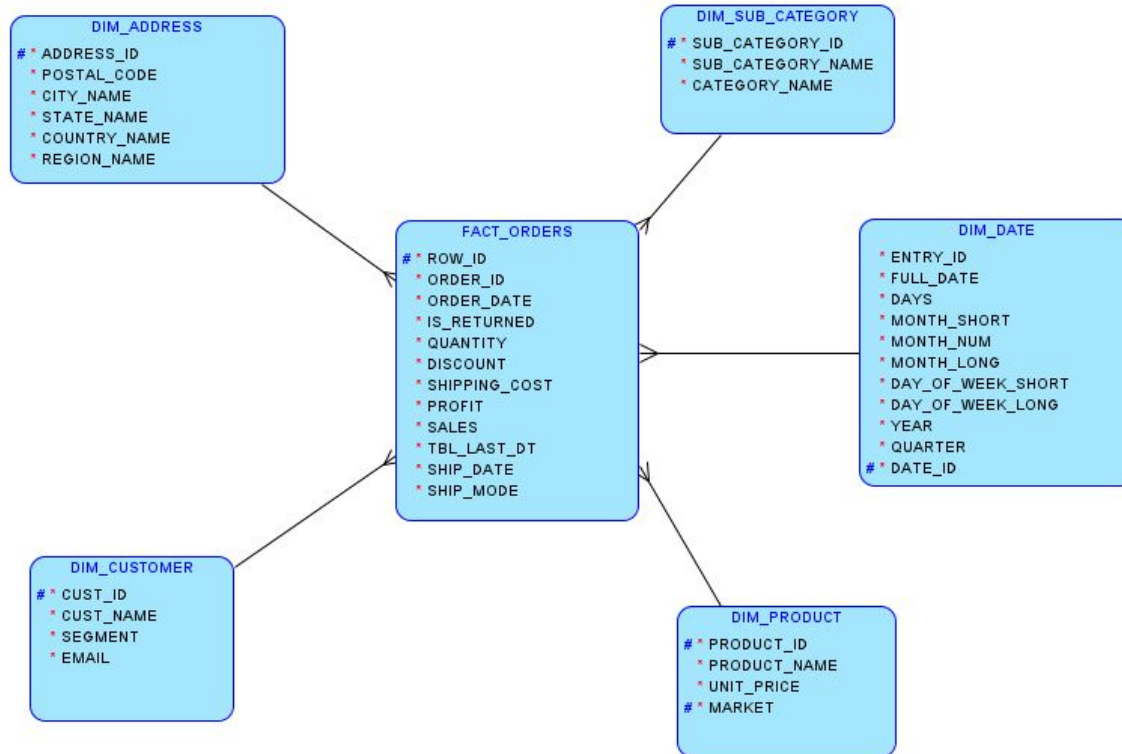 DIM_ADDRESS
# * ADDRESS_ID
* POSTAL_CODE
* CITY_NAME
* STATE_NAME
* COUNTRY_NAME
* REGION_NAME
DIM_SUB_CATEGORY
# * SUB_CATEGORY_ID
* SUB_CATEGORY_NAME
* CATEGORY_NAME
FACT_ORDERS
# * ROW_ID
* ORDER_ID
* ORDER_DATE
* IS_RETURNED
* QUANTITY
* DISCOUNT
* SHIPPING_COST
* PROFIT
* SALES
* TBL_LAST_DT
* SHIP_DATE
* SHIP_MODE
DIM_DATE
* ENTRY_ID
* FULL_DATE
* DAYS
* MONTH_SHORT
* MONTH_NUM
* MONTH_LONG
* DAY_OF_WEEK_SHORT
* DAY_OF_WEEK_LONG
* YEAR
* QUARTER
# * DATE_ID
DIM_CUSTOMER
# * CUST_ID
* CUST_NAME
* SEGMENT
* EMAIL
DIM_PRODUCT
# * PRODUCT_ID
* PRODUCT_NAME
* UNIT_PRICE
# * MARKET